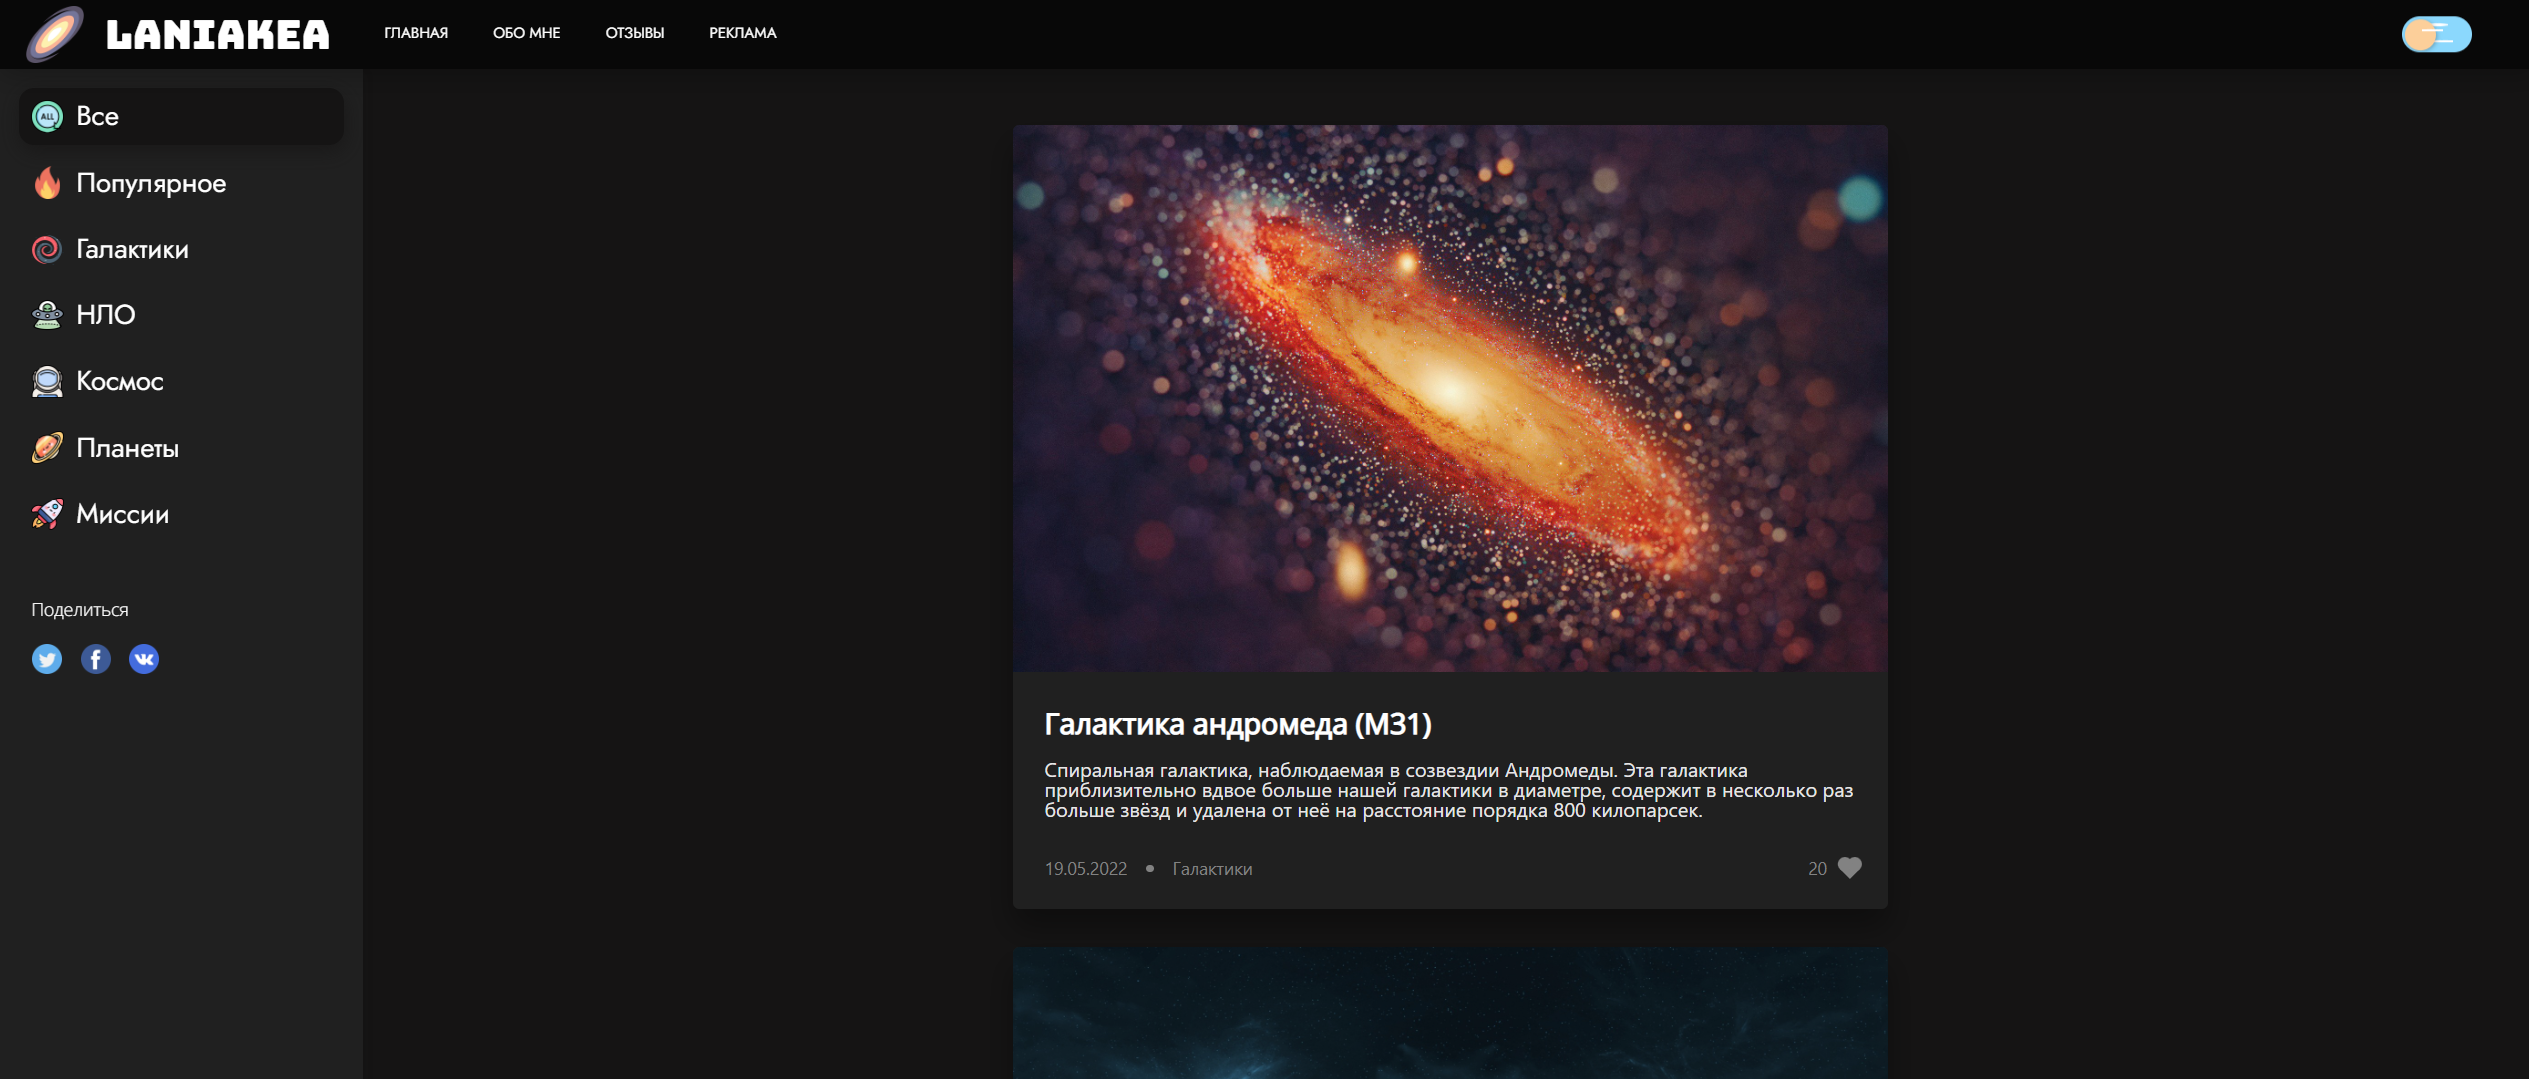 LANIAKEA
ГЛАВНАЯ ОБО МНЕ ОТЗЫВЫ РЕКЛАМА
ALL Все
Популярное
Галактики
НЛО
Космос
Планеты
Миссии
Поделиться
Галактика андромеда (М31)
Спиральная галактика, наблюдаемая в созвездии Андромеды. Эта галактика
приблизительно вдвое больше нашей галактики в диаметре, содержит в несколько раз
больше звёзд и удалена от неё на расстояние порядка 800 килопарсек.
19.05.2022 • Галактики 20